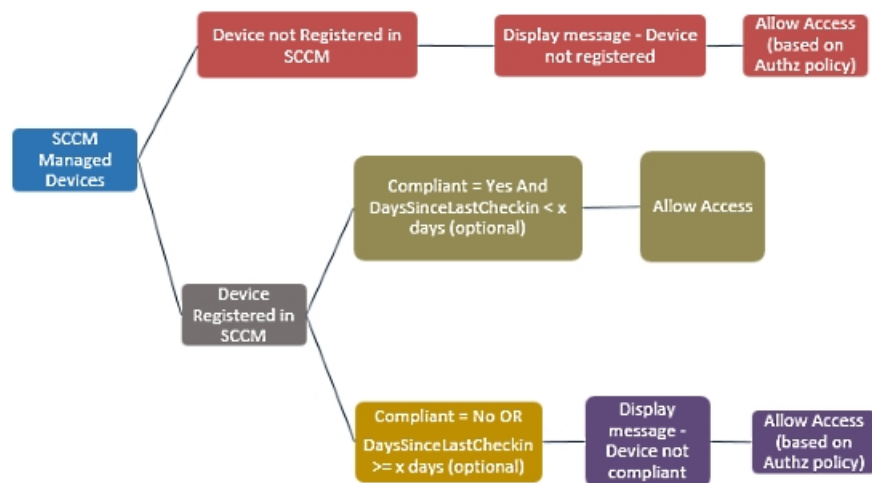 Device not Registered in
SCCM
Display message - Device
not registered
Allow Access
(based on
Authz policy)
SCCM
Managed
Devices
Compliant = Yes And
DaysSinceLastCheckin < x
days (optional)
Allow Access
Device
Registered in
SCCM
Compliant = No OR
DaysSinceLastCheckin
>= x days (optional)
Display
message -
Device not
compliant
Allow Access
(based on
Authz policy)